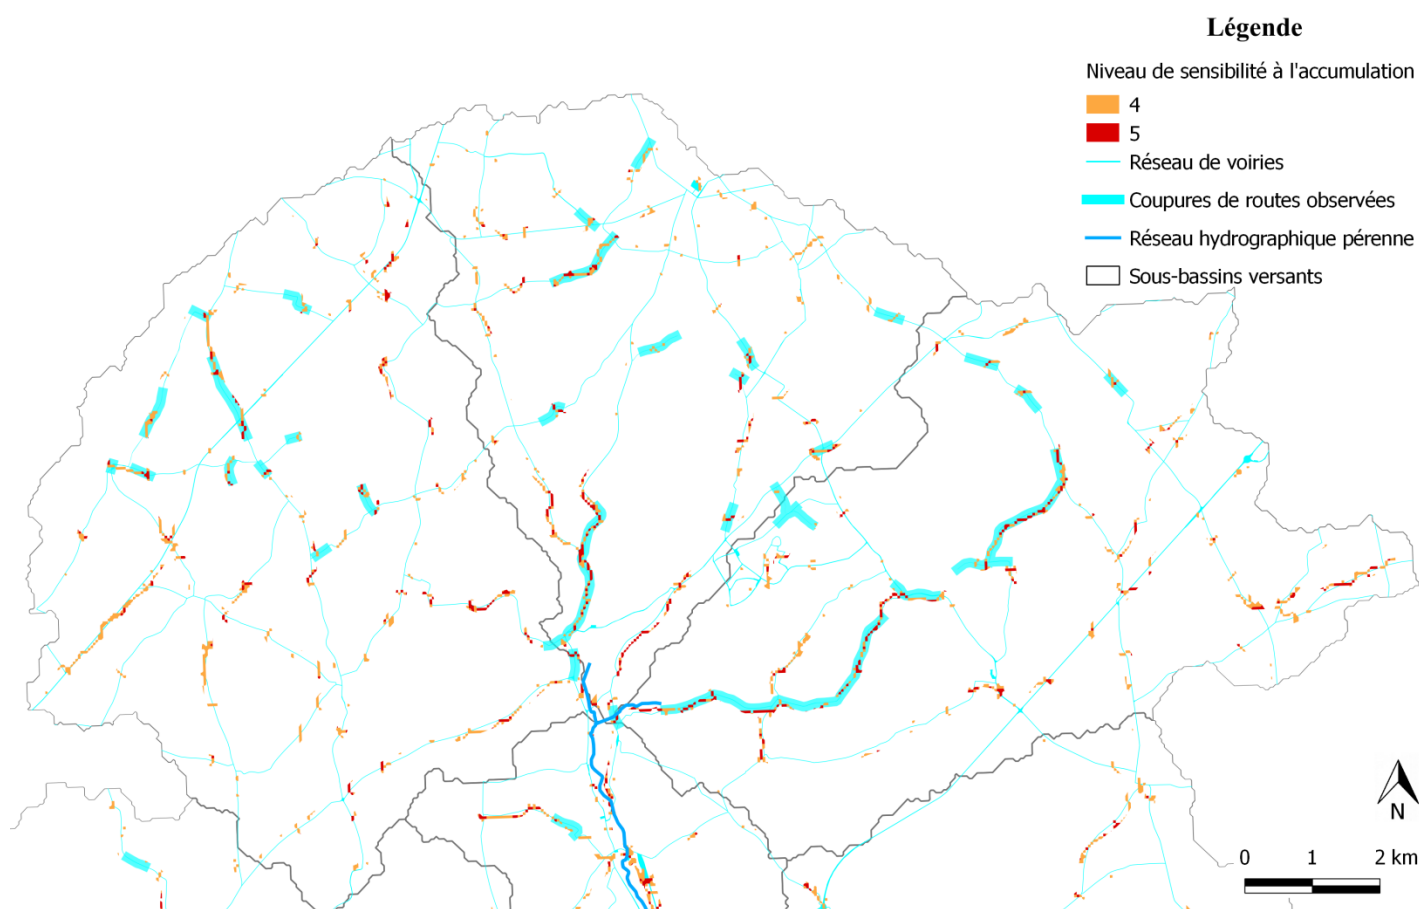 Légende
Niveau de sensibilité à l'accumulation
4
5
Réseau de voiries
Coupures de routes observées
Réseau hydrographique pérenne
Sous-bassins versants
N
0 1 2 km